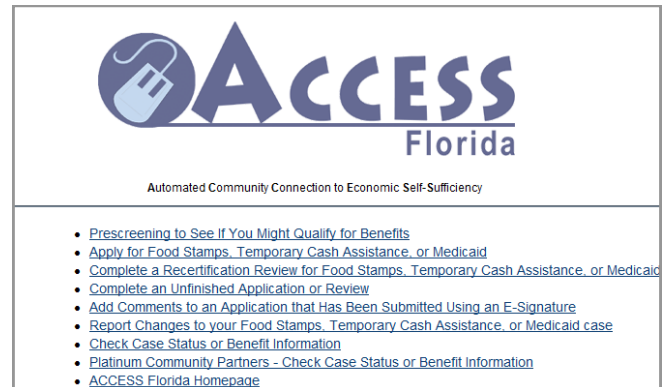 ACCESS
Florida
Automated Community Connection to Economic Self-Sufficiency
Prescreening to See If You Might Qualify for Benefits
Apply for Food Stamps, Temporary Cash Assistance, or Medicaid
Complete a Recertification Review for Food Stamps, Temporary Cash Assistance, or Medicaid
Complete an Unfinished Application or Review
Add Comments to an Application that Has Been Submitted Using an E-Signature
Report Changes to your Food Stamps, Temporary Cash Assistance, or Medicaid case
Check Case Status or Benefit Information
Platinum Community Partners - Check Case Status or Benefit Information
ACCESS Florida Homepage